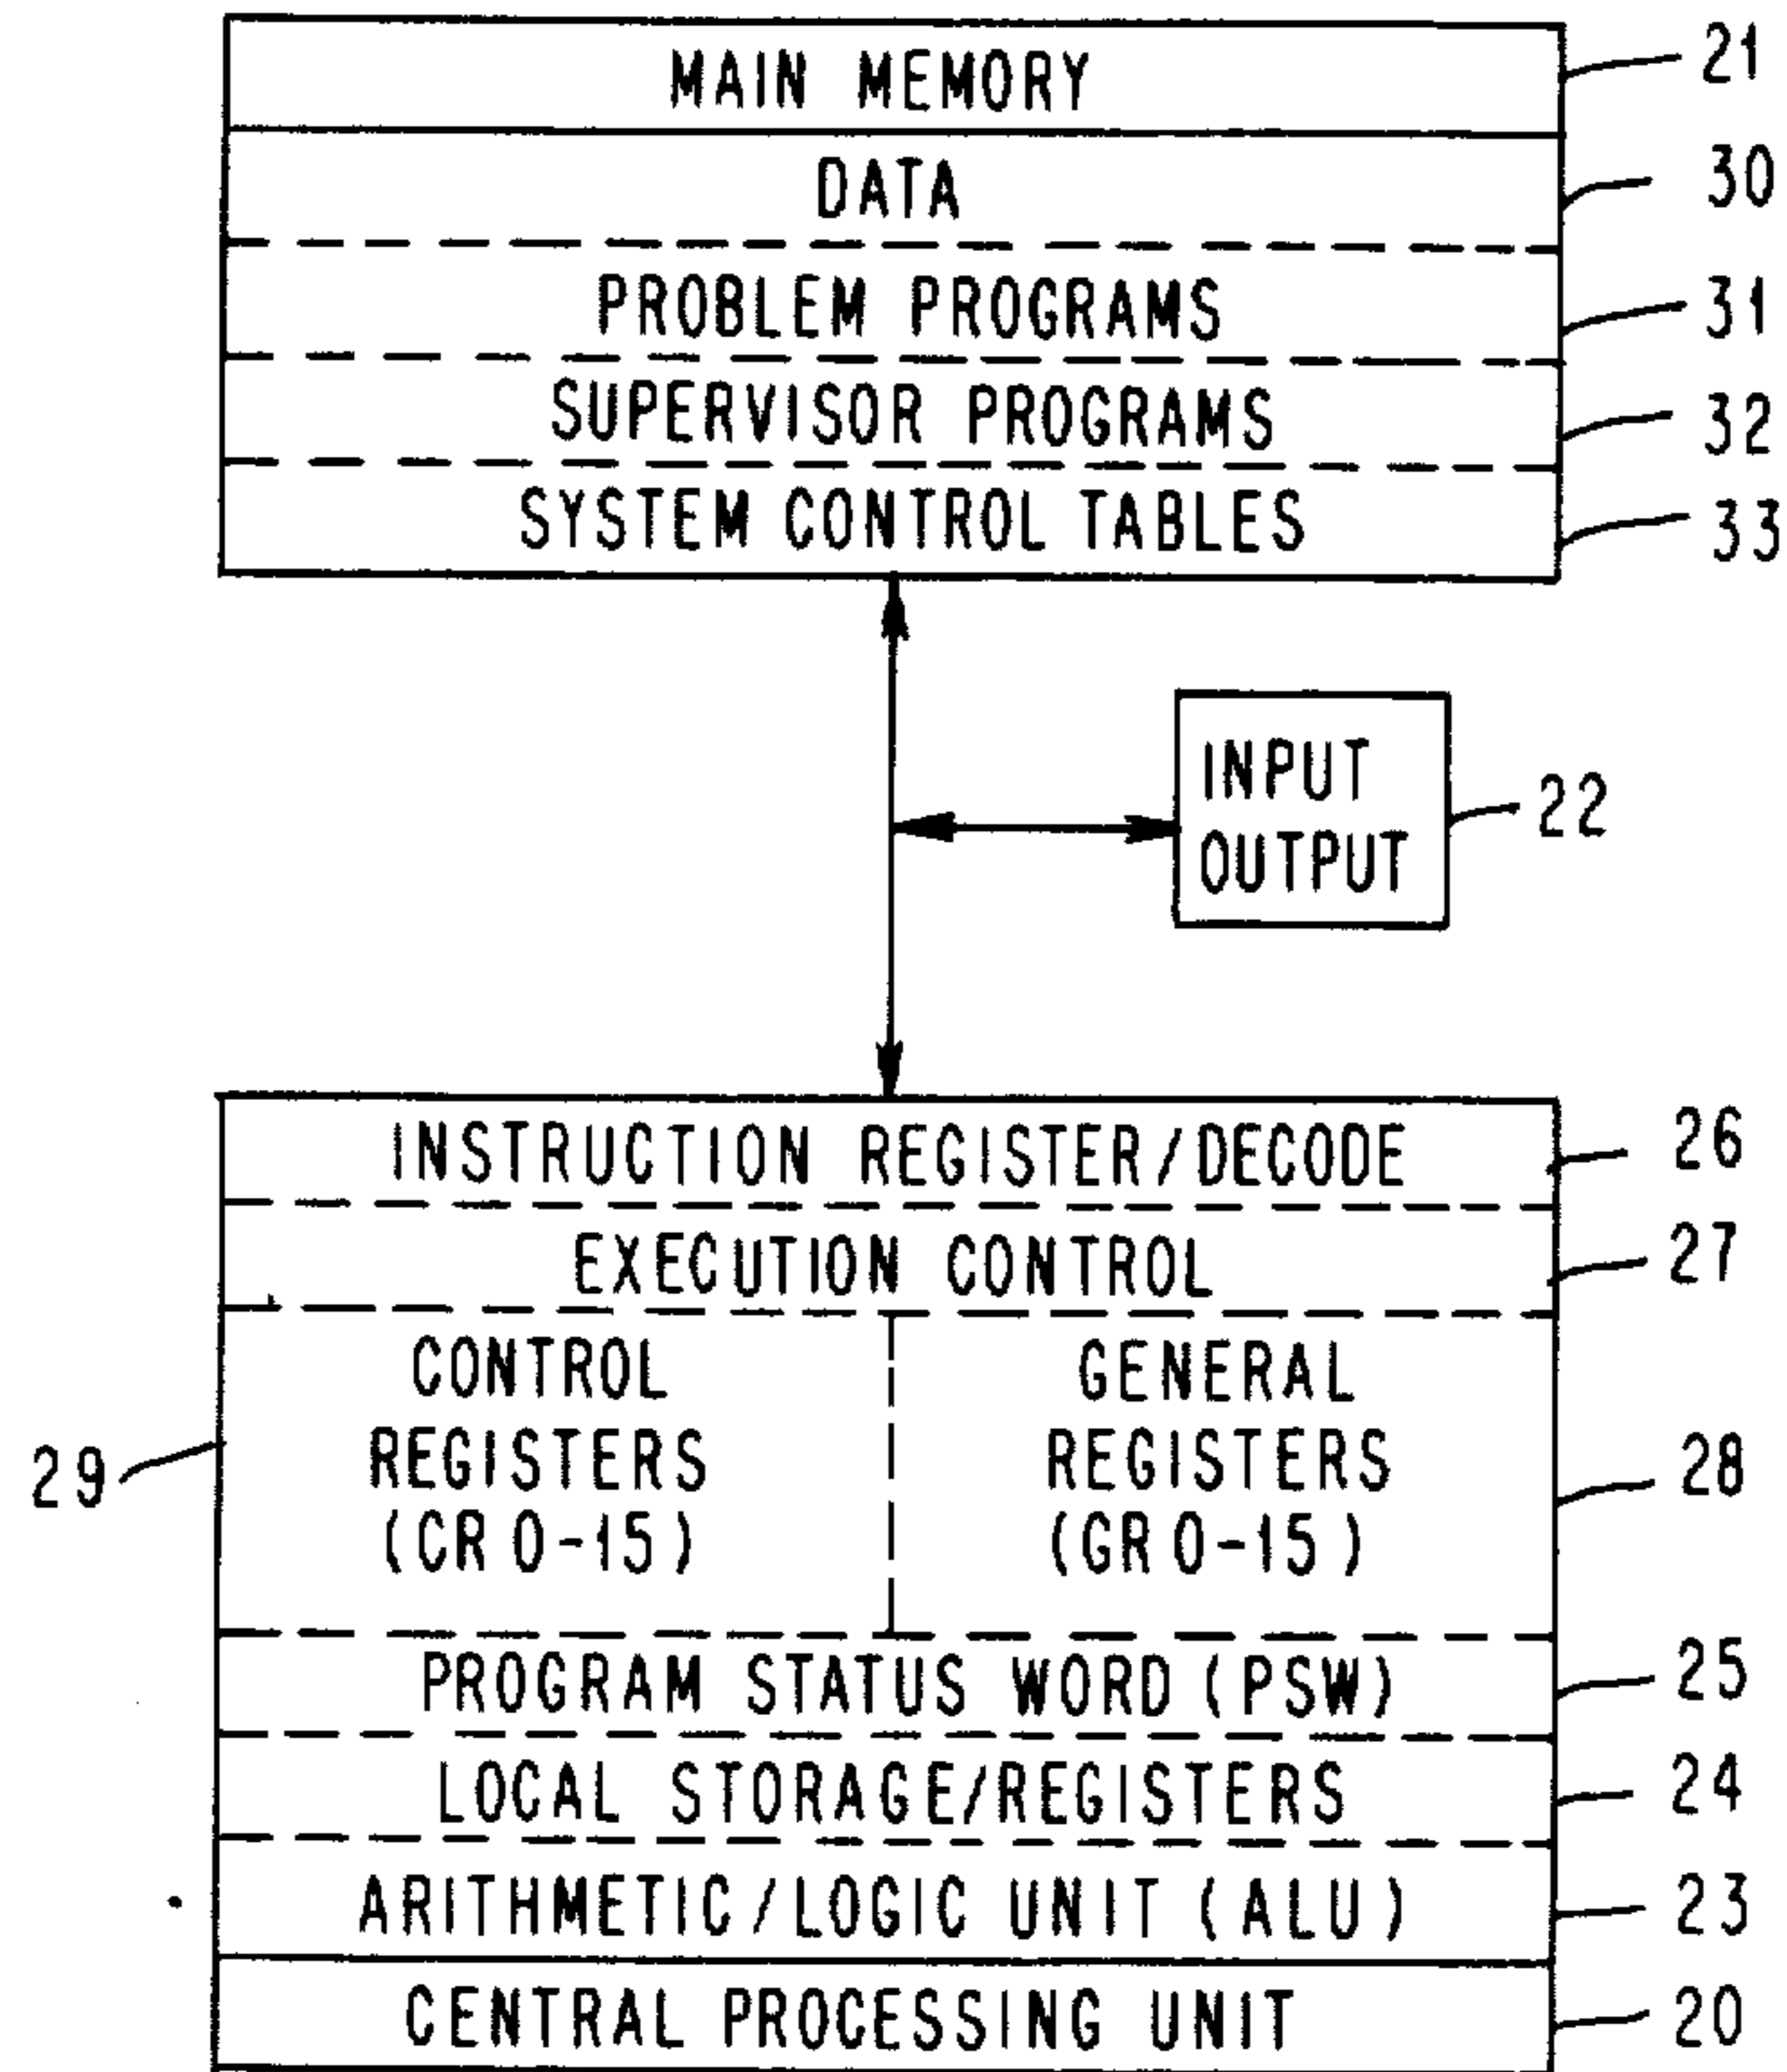 MAIN MEMORY 21
DATA 30
PROBLEM PROGRAMS 31
SUPERVISOR PROGRAMS 32
SYSTEM CONTROL TABLES 33
INPUT
OUTPUT
22
INSTRUCTION REGISTER/DECODE 26
EXECUTION CONTROL 27
CONTROL
REGISTERS
(CR 0-15)
29
GENERAL
REGISTERS
(GR 0-15)
28
PROGRAM STATUS WORD (PSW) 25
LOCAL STORAGE/REGISTERS 24
ARITHMETIC/LOGIC UNIT (ALU) 23
CENTRAL PROCESSING UNIT 20